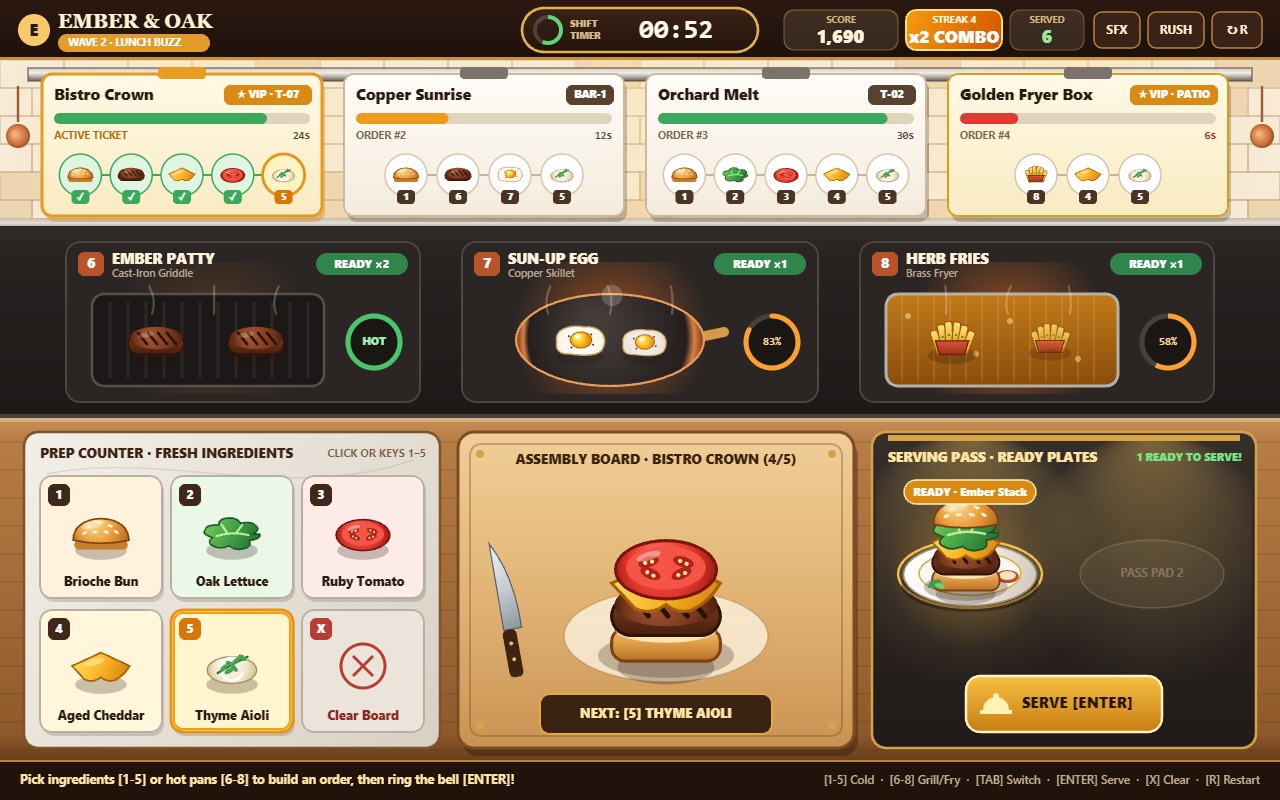 E
EMBER & OAK
WAVE 2 · LUNCH BUZZ
SHIFT
TIMER
00:52
SCORE
1,690
STREAK 4
x2 COMBO
SERVED
6
SFX
RUSH
↻ R
Bistro Crown
★ VIP · T-07
ACTIVE TICKET
24s
✓
✓
✓
✓
5
Copper Sunrise
BAR-1
ORDER #2
12s
1
6
7
5
Orchard Melt
T-02
ORDER #3
30s
1
2
3
4
5
Golden Fryer Box
★ VIP · PATIO
ORDER #4
6s
8
4
5
6
EMBER PATTY
Cast-Iron Griddle
READY ×2
HOT
7
SUN-UP EGG
Copper Skillet
READY ×1
83%
8
HERB FRIES
Brass Fryer
READY ×1
58%
PREP COUNTER · FRESH INGREDIENTS
CLICK OR KEYS 1–5
1
Brioche Bun
2
Oak Lettuce
3
Ruby Tomato
4
Aged Cheddar
5
Thyme Aioli
X
Clear Board
ASSEMBLY BOARD · BISTRO CROWN (4/5)
NEXT: [5] THYME AIOLI
SERVING PASS · READY PLATES
1 READY TO SERVE!
READY · Ember Stack
PASS PAD 2
SERVE [ENTER]
Pick ingredients [1-5] or hot pans [6-8] to build an order, then ring the bell [ENTER]!
[1-5] Cold · [6-8] Grill/Fry · [TAB] Switch · [ENTER] Serve · [X] Clear · [R] Restart